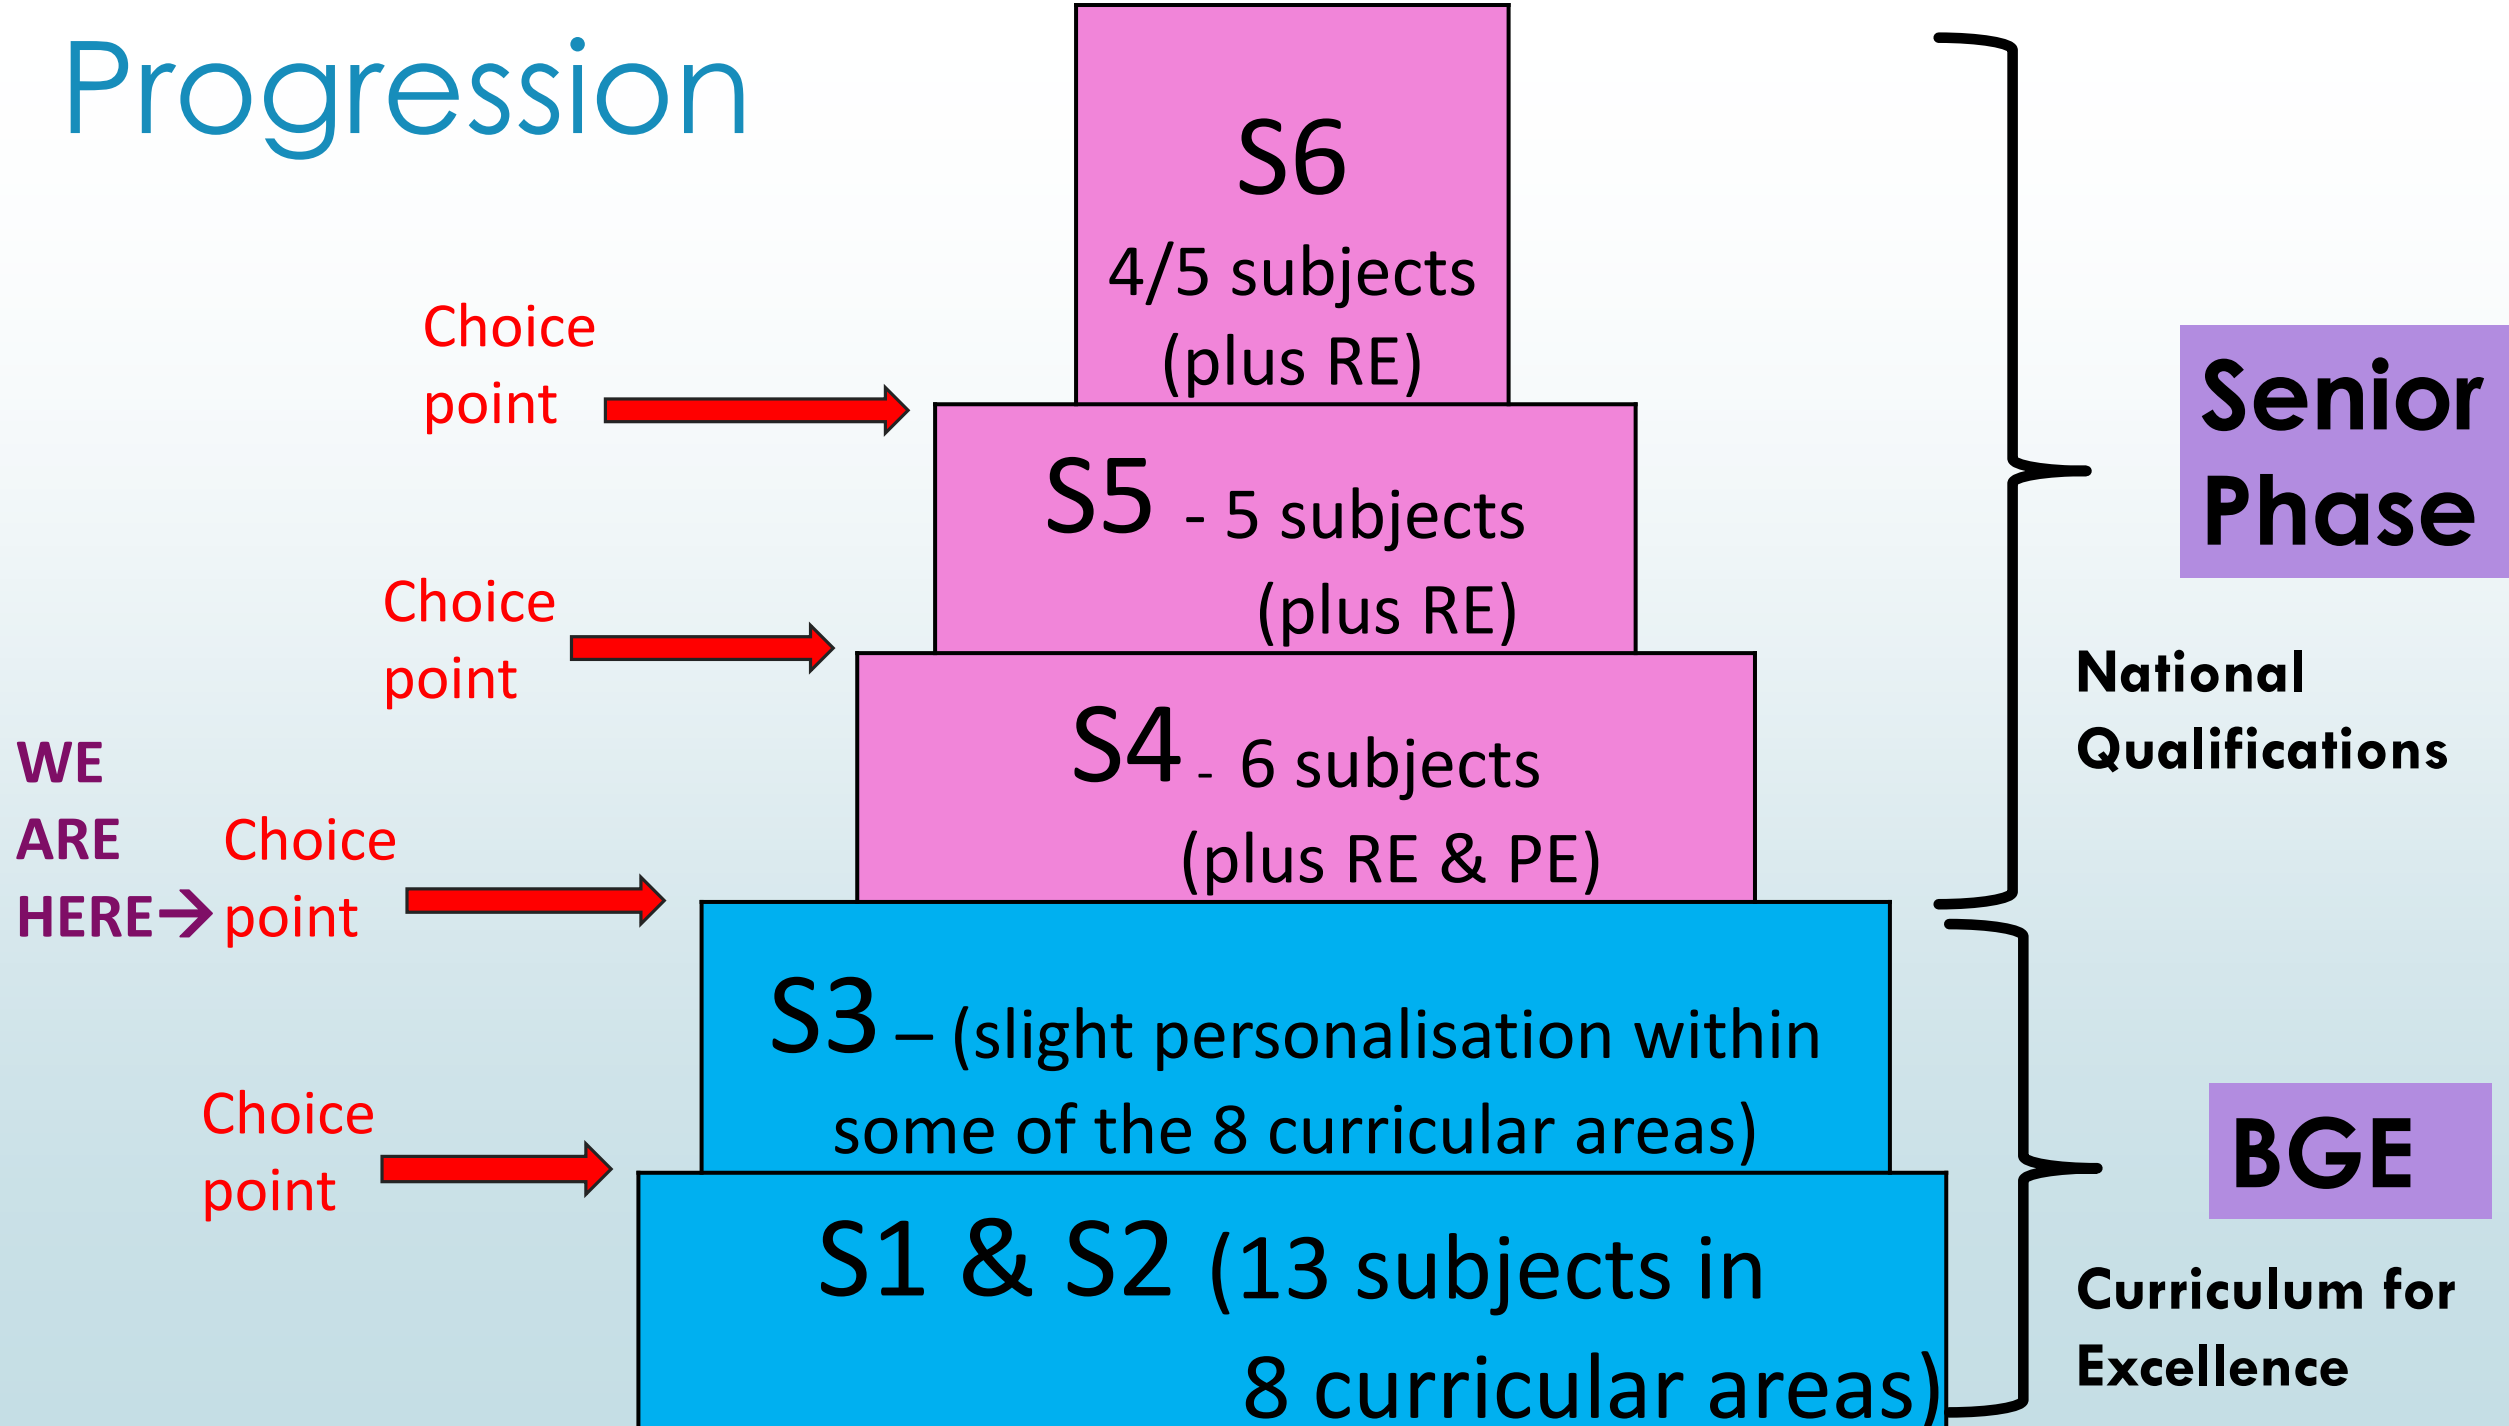 Progression
S6
4/5 subjects
(plus RE)
Choice
point
S5 - 5 subjects
(plus RE)
Senior
Phase
Choice
point
S4 - 6 subjects
(plus RE & PE)
National
Qualifications
WE
ARE
HERE→
Choice
point
S3 – (slight personalisation within
some of the 8 curricular areas)
Choice
point
S1 & S2 (13 subjects in
8 curricular areas)
BGE
Curriculum for
Excellence